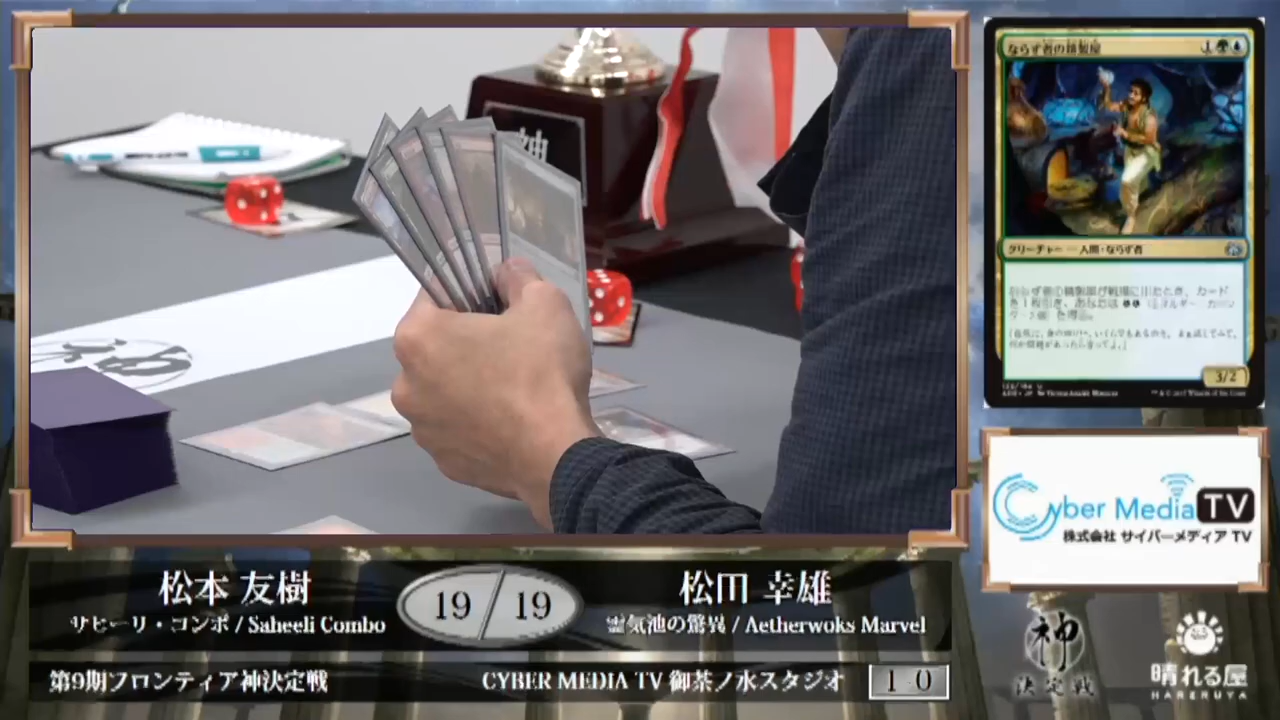 神
神
ならず者の精製屋
クリーチャー — 人間・ならず者
3/2
Cyber Media TV
株式会社 サイバーメディア TV
松本 友樹
19 / 19
松田 幸雄
サヒーリ・コンボ / Saheeli Combo
霊気池の驚異 / Aetherwoks Marvel
第9期フロンティア神決定戦
CYBER MEDIA TV 御茶ノ水スタジオ
1 0
神
決定戦
晴れる屋
HARERUYA